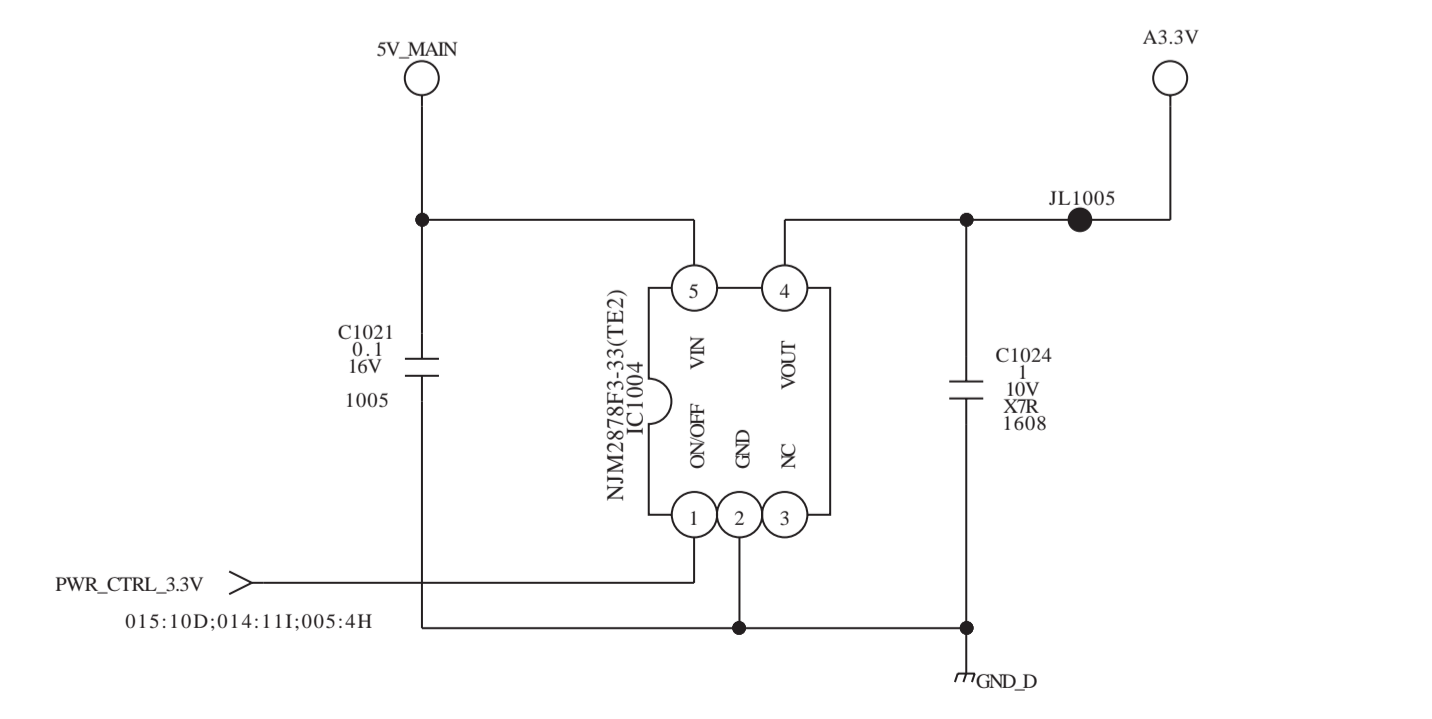 5V_MAIN
A3.3V
JL1005
C1021
0.1
16V
1005
NJM2878F3-33(TE2)
IC1004
5
4
VIN
VOUT
ON/OFF
GND
NC
1
2
3
C1024
1
10V
X7R
1608
PWR_CTRL_3.3V
015:10D;014:11I;005:4H
GND_D